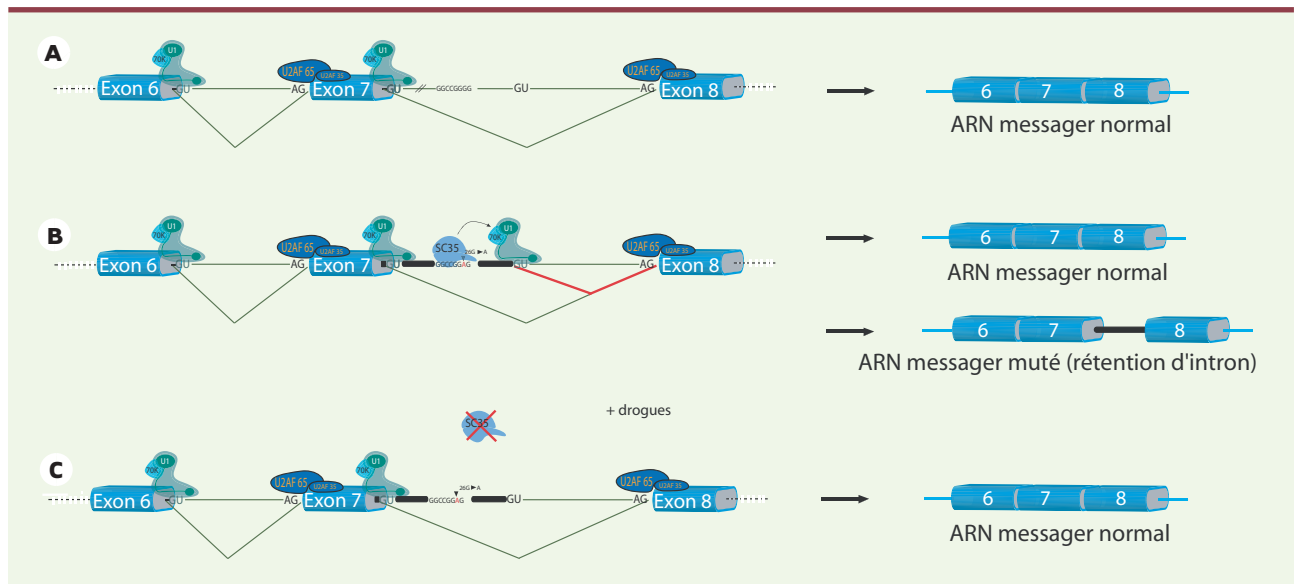 A
U1
70K
U2AF 65
U2AF 35
U1
70K
U2AF 65
U2AF 35
Exon 6
GU
AG
Exon 7
GU
GGCCGGGG
GU
AG
Exon 8
6 7 8
ARN messager normal
B
U1
70K
U2AF 65
U2AF 35
U1
70K
SC35
26G►A
U1
70K
U2AF 65
U2AF 35
Exon 6
GU
AG
Exon 7
GU
GGCCGGAG
GU
AG
Exon 8
6 7 8
ARN messager normal
6 7 8
ARN messager muté (rétention d'intron)
SC35
+ drogues
C
U1
70K
U2AF 65
U2AF 35
U1
70K
26G►A
U2AF 65
U2AF 35
Exon 6
GU
AG
Exon 7
GU
GGCCGGAG
GU
AG
Exon 8
6 7 8
ARN messager normal